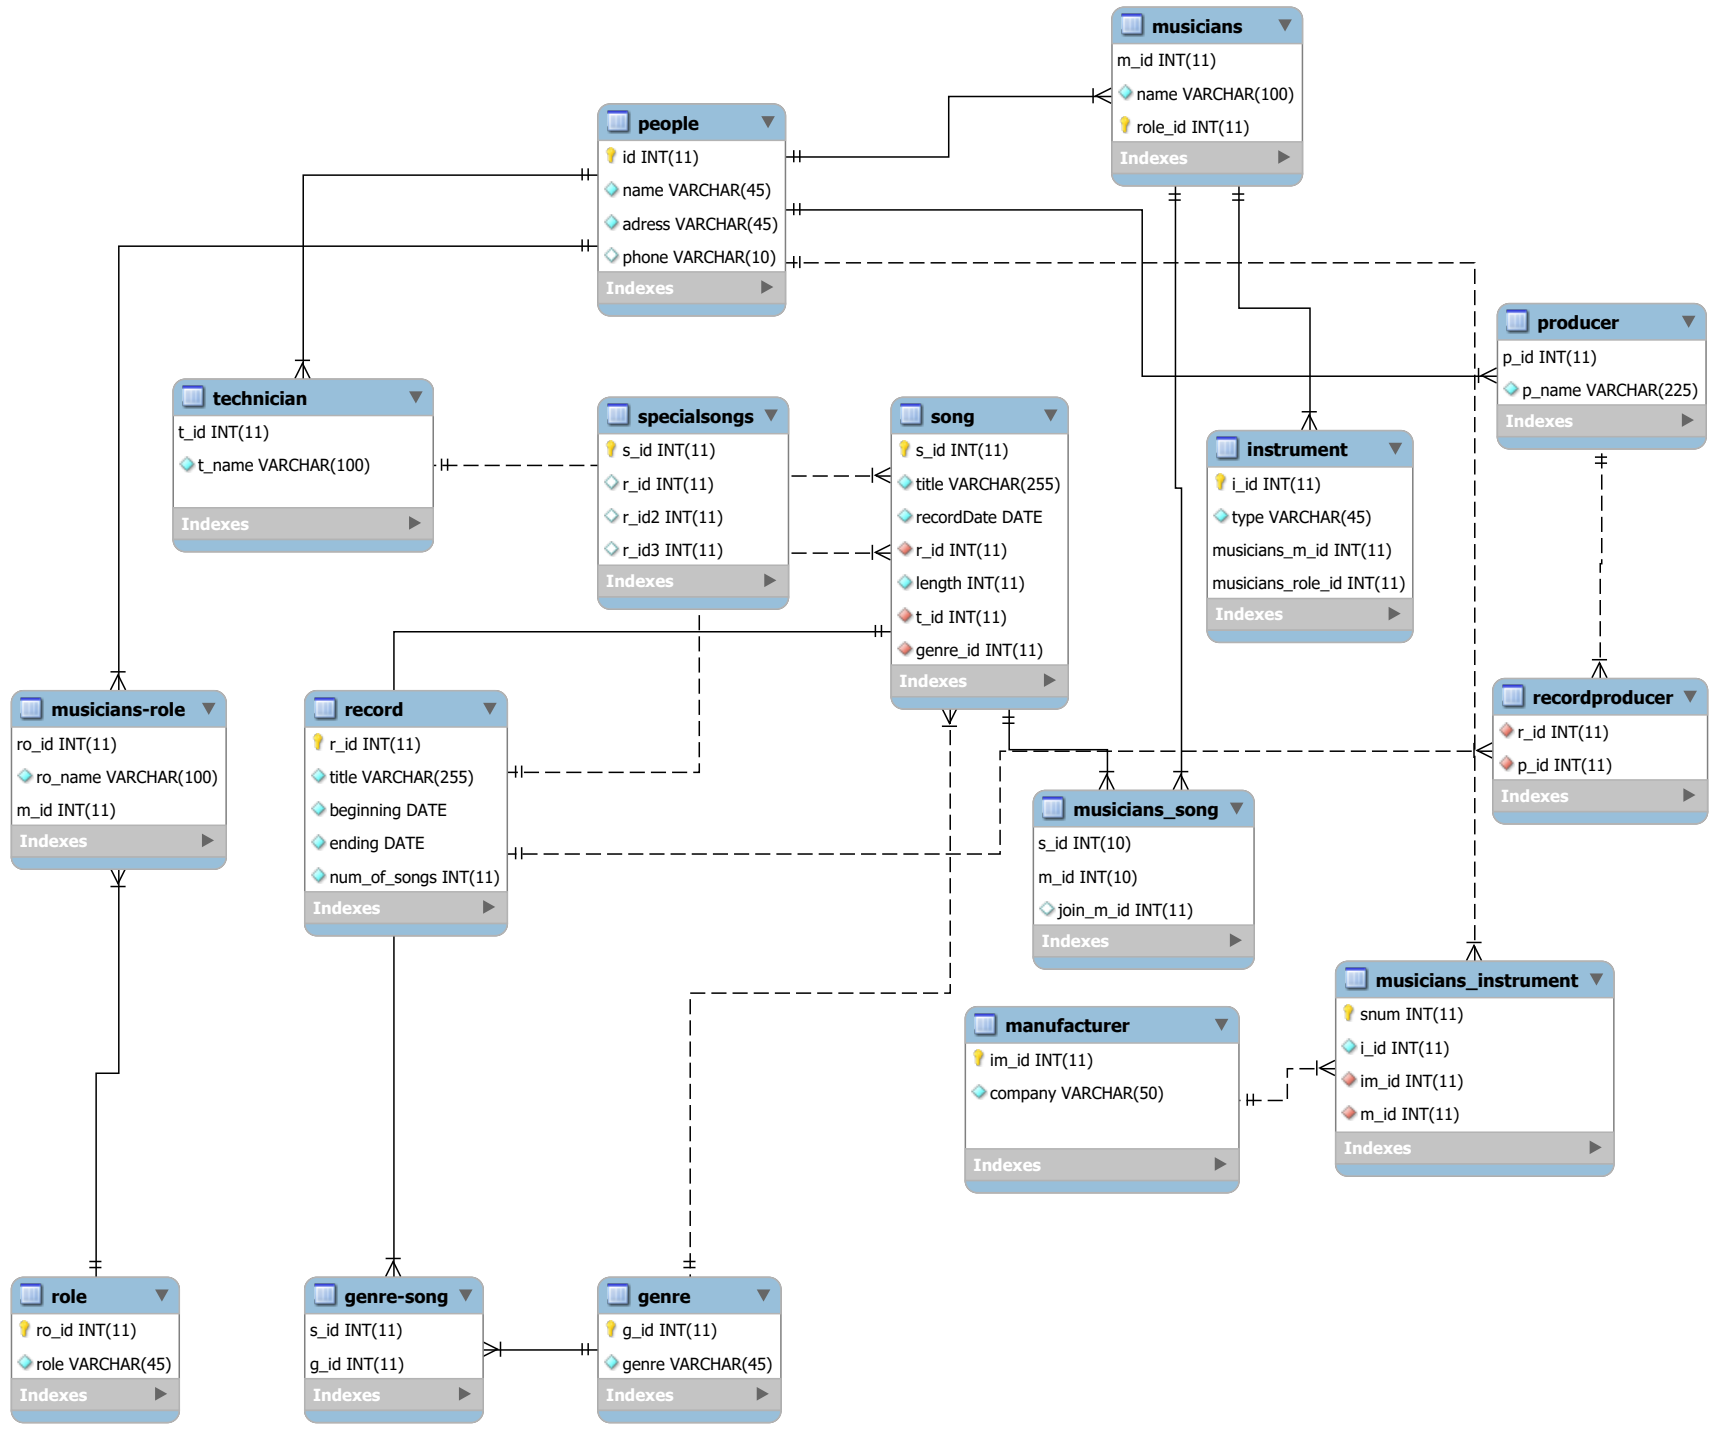 musicians
m_id INT(11)
name VARCHAR(100)
role_id INT(11)
Indexes
people
id INT(11)
name VARCHAR(45)
adress VARCHAR(45)
phone VARCHAR(10)
Indexes
producer
p_id INT(11)
p_name VARCHAR(225)
Indexes
technician
t_id INT(11)
t_name VARCHAR(100)
Indexes
specialsongs
s_id INT(11)
r_id INT(11)
r_id2 INT(11)
r_id3 INT(11)
Indexes
song
s_id INT(11)
title VARCHAR(255)
recordDate DATE
r_id INT(11)
length INT(11)
t_id INT(11)
genre_id INT(11)
Indexes
instrument
i_id INT(11)
type VARCHAR(45)
musicians_m_id INT(11)
musicians_role_id INT(11)
Indexes
musicians-role
ro_id INT(11)
ro_name VARCHAR(100)
m_id INT(11)
Indexes
record
r_id INT(11)
title VARCHAR(255)
beginning DATE
ending DATE
num_of_songs INT(11)
Indexes
recordproducer
r_id INT(11)
p_id INT(11)
Indexes
musicians_song
s_id INT(10)
m_id INT(10)
join_m_id INT(11)
Indexes
manufacturer
im_id INT(11)
company VARCHAR(50)
Indexes
musicians_instrument
snum INT(11)
i_id INT(11)
im_id INT(11)
m_id INT(11)
Indexes
role
ro_id INT(11)
role VARCHAR(45)
Indexes
genre-song
s_id INT(11)
g_id INT(11)
Indexes
genre
g_id INT(11)
genre VARCHAR(45)
Indexes